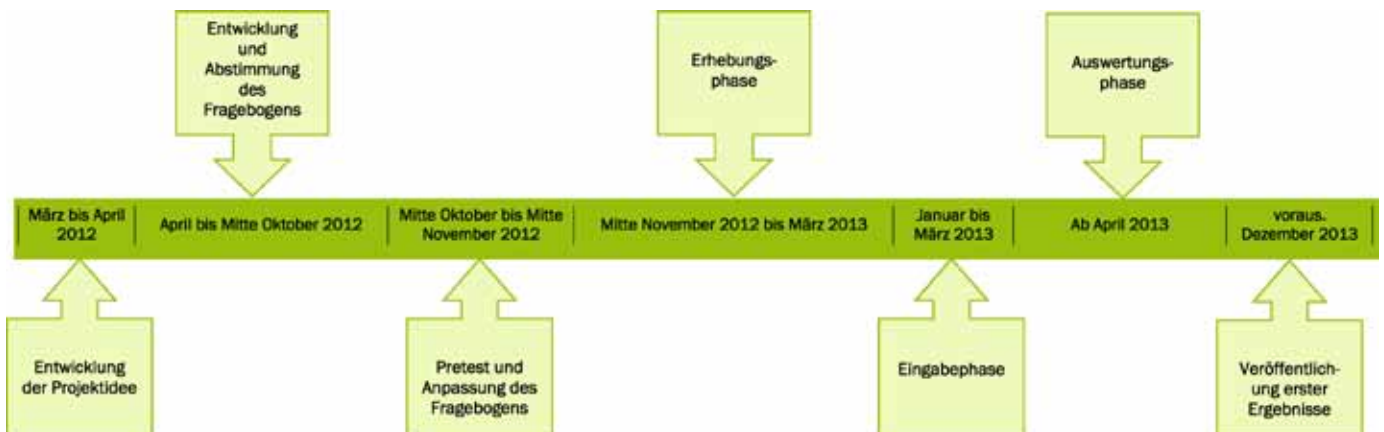 Entwicklung
und
Abstimmung
des
Fragebogens
Erhebungs-
phase
Auswertungs-
phase
März bis April
2012
April bis Mitte Oktober 2012
Mitte Oktober bis Mitte
November 2012
Mitte November 2012 bis März 2013
Januar bis
März 2013
Ab April 2013
voraus.
Dezember 2013
Entwicklung
der Projektidee
Pretest und
Anpassung des
Fragebogens
Eingabephase
Veröffentlich-
ung erster
Ergebnisse